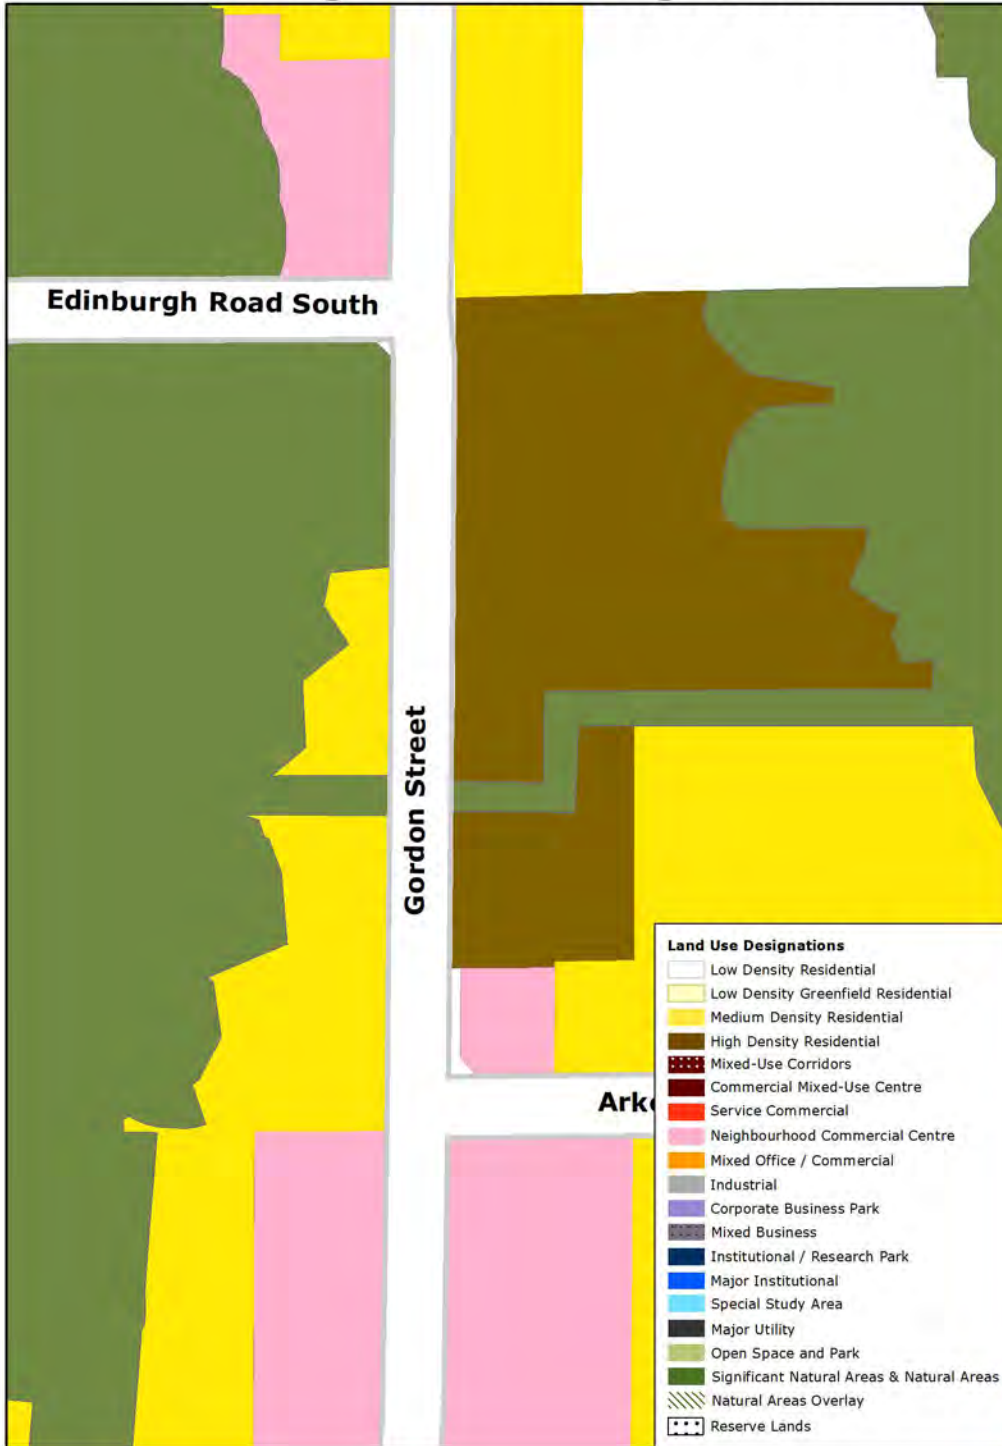 Edinburgh Road South
Gordon Street
Land Use Designations
Low Density Residential
Low Density Greenfield Residential
Medium Density Residential
High Density Residential
Mixed-Use Corridors
Commercial Mixed-Use Centre
Service Commercial
Neighbourhood Commercial Centre
Mixed Office / Commercial
Industrial
Corporate Business Park
Mixed Business
Institutional / Research Park
Major Institutional
Special Study Area
Major Utility
Open Space and Park
Significant Natural Areas & Natural Areas
Natural Areas Overlay
Reserve Lands